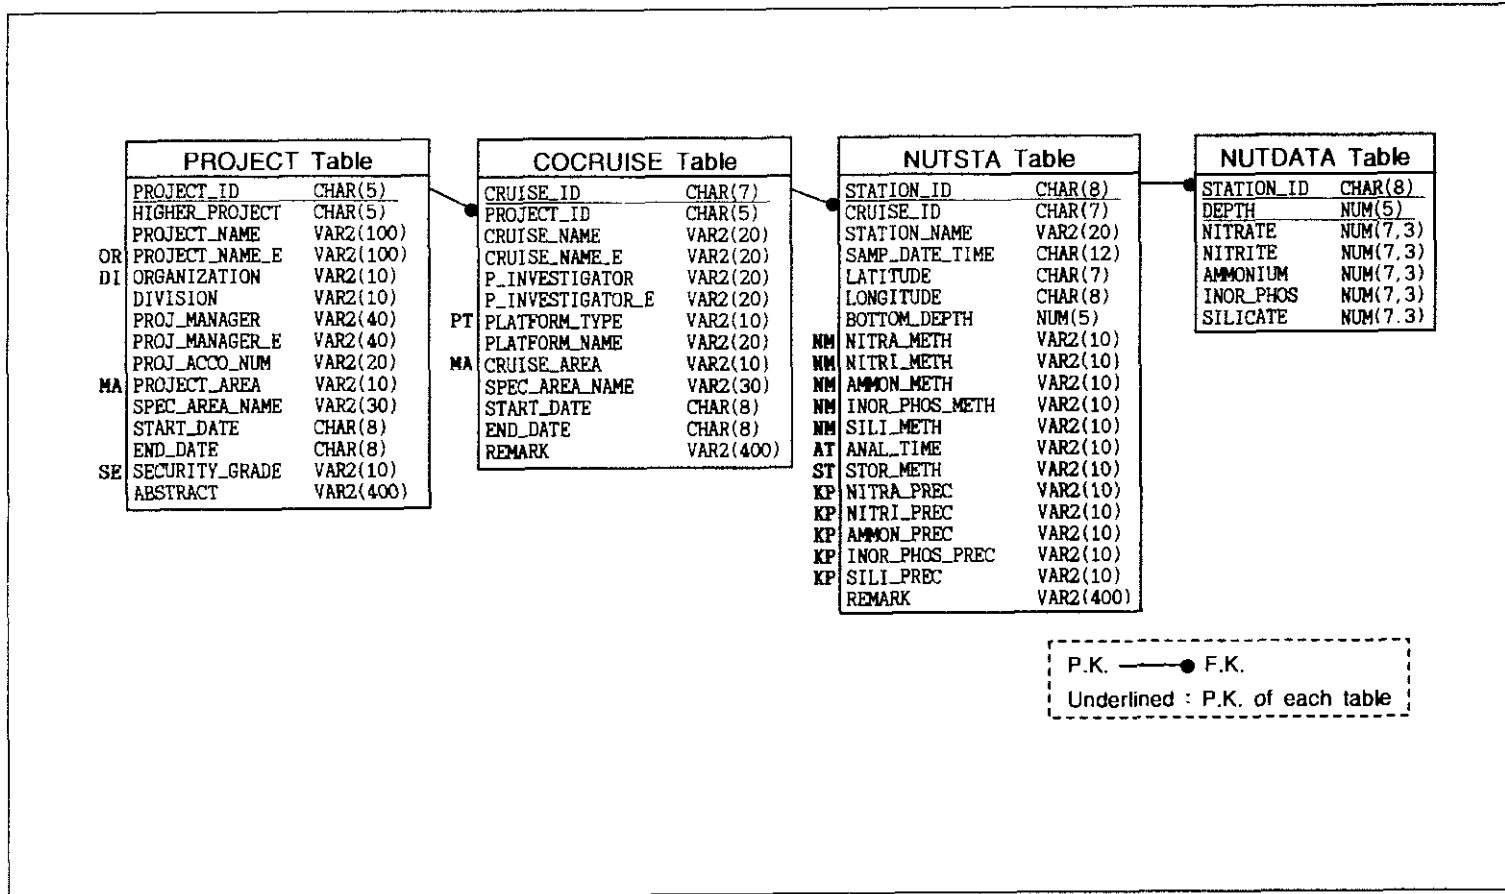 PROJECT Table
PROJECT_ID CHAR(5)
HIGHER_PROJECT CHAR(5)
PROJECT_NAME VAR2(100)
OR PROJECT_NAME_E VAR2(100)
DI ORGANIZATION VAR2(10)
DIVISION VAR2(10)
PROJ_MANAGER VAR2(40)
PROJ_MANAGER_E VAR2(40)
PROJ_ACCO_NUM VAR2(20)
MA PROJECT_AREA VAR2(10)
SPEC_AREA_NAME VAR2(30)
START_DATE CHAR(8)
END_DATE CHAR(8)
SE SECURITY_GRADE VAR2(10)
ABSTRACT VAR2(400)
COCRUISE Table
CRUISE_ID CHAR(7)
PROJECT_ID CHAR(5)
CRUISE_NAME VAR2(20)
CRUISE_NAME_E VAR2(20)
P_INVESTIGATOR VAR2(20)
P_INVESTIGATOR_E VAR2(20)
PT PLATFORM_TYPE VAR2(10)
PLATFORM_NAME VAR2(20)
MA CRUISE_AREA VAR2(10)
SPEC_AREA_NAME VAR2(30)
START_DATE CHAR(8)
END_DATE CHAR(8)
REMARK VAR2(400)
NUTSTA Table
STATION_ID CHAR(8)
CRUISE_ID CHAR(7)
STATION_NAME VAR2(20)
SAMP_DATE_TIME CHAR(12)
LATITUDE CHAR(7)
LONGITUDE CHAR(8)
BOTTOM_DEPTH NUM(5)
NM NITRA_METH VAR2(10)
NM NITRI_METH VAR2(10)
NM AMMON_METH VAR2(10)
NM INOR_PHOS_METH VAR2(10)
NM SILI_METH VAR2(10)
AT ANAL_TIME VAR2(10)
ST STOR_METH VAR2(10)
KP NITRA_PREC VAR2(10)
KP NITRI_PREC VAR2(10)
KP AMMON_PREC VAR2(10)
KP INOR_PHOS_PREC VAR2(10)
KP SILI_PREC VAR2(10)
REMARK VAR2(400)
NUTDATA Table
STATION_ID CHAR(8)
DEPTH NUM(5)
NITRATE NUM(7,3)
NITRITE NUM(7,3)
AMMONIUM NUM(7,3)
INOR_PHOS NUM(7,3)
SILICATE NUM(7.3)
P.K. F.K.
Underlined : P.K. of each table